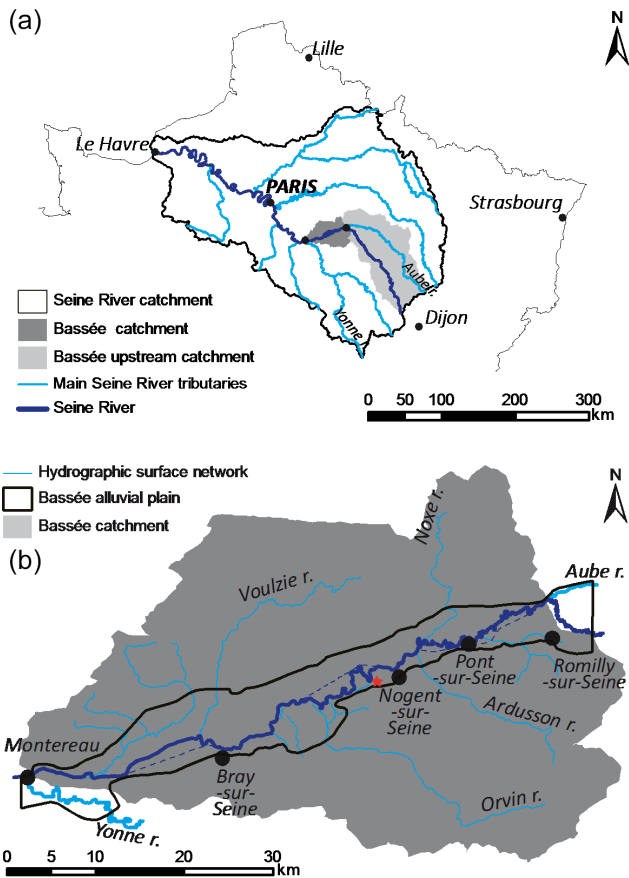 (a)
N
Lille
Le Havre
PARIS
Strasbourg
Aube r.
Yonne
Dijon
Seine River catchment
Bassée catchment
Bassée upstream catchment
Main Seine River tributaries
Seine River
0 50 100 200 300
km
Hydrographic surface network
Bassée alluvial plain
Bassée catchment
N
(b)
Noxe r.
Aube r.
Voulzie r.
Pont
-sur-Seine
Romilly
-sur-Seine
Nogent
-sur-
Seine
Ardusson r.
Montereau
Bray
-sur-
Seine
Orvin r.
Yonne r.
0 5 10 20 30
km